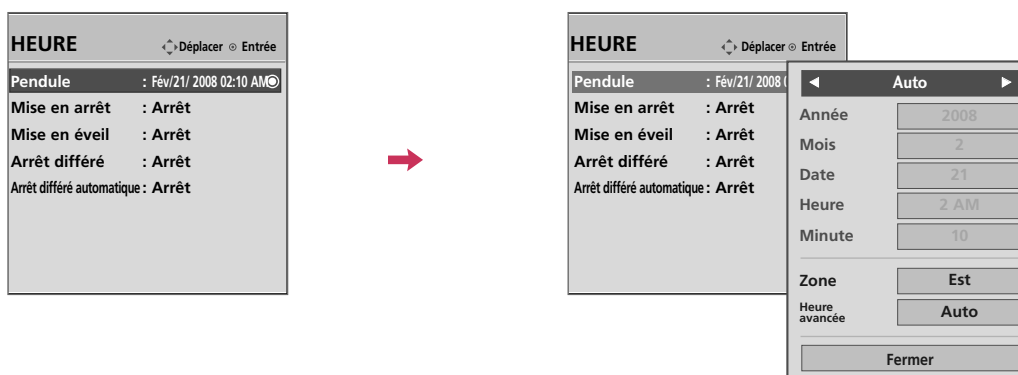 HEURE Déplacer Entrée
Pendule : Fév/21/ 2008 02:10 AM
Mise en arrêt : Arrêt
Mise en éveil : Arrêt
Arrêt différé : Arrêt
Arrêt différé automatique : Arrêt
HEURE Déplacer Entrée
Pendule : Fév/21/ 2008
Mise en arrêt : Arrêt
Mise en éveil : Arrêt
Arrêt différé : Arrêt
Arrêt différé automatique : Arrêt
Auto
Année 2008
Mois 2
Date 21
Heure 2 AM
Minute 10
Zone Est
Heure
avancée Auto
Fermer